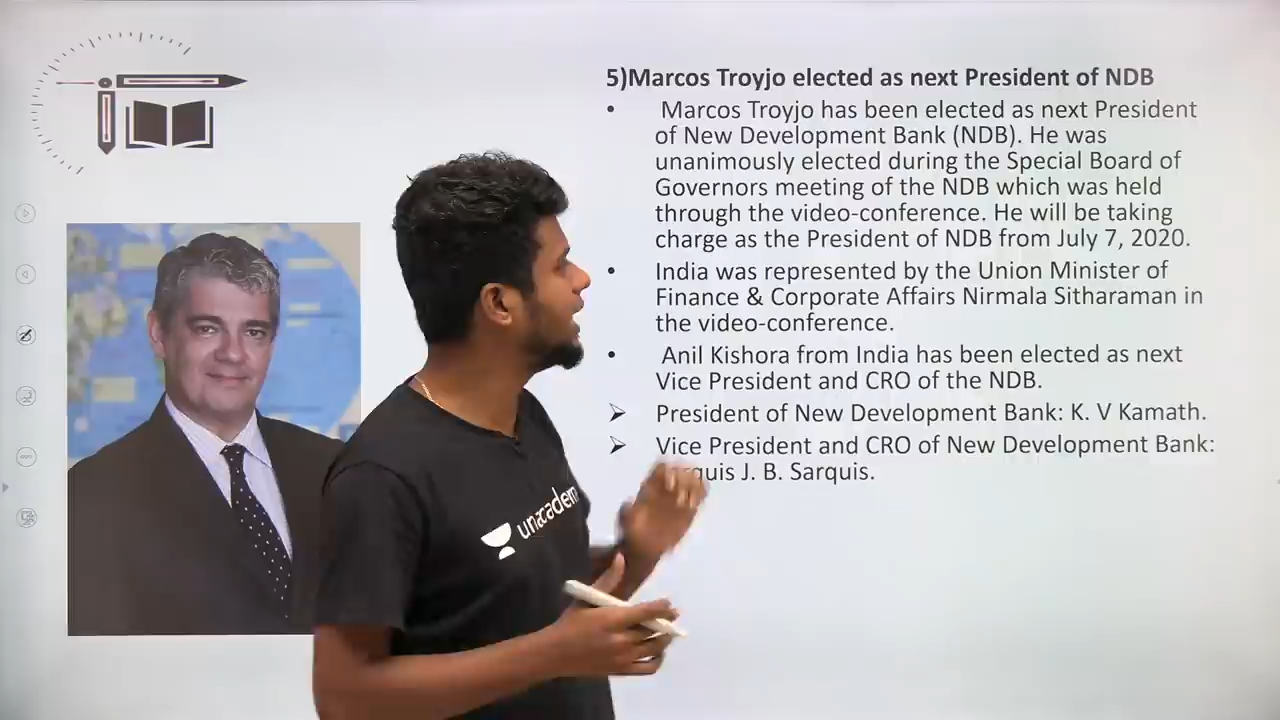 5)Marcos Troyjo elected as next President of NDB
• Marcos Troyjo has been elected as next President
of New Development Bank (NDB). He was
unanimously elected during the Special Board of
Governors meeting of the NDB which was held
through the video-conference. He will be taking
charge as the President of NDB from July 7, 2020.
• India was represented by the Union Minister of
Finance & Corporate Affairs Nirmala Sitharaman in
the video-conference.
• Anil Kishora from India has been elected as next
Vice President and CRO of the NDB.
➢ President of New Development Bank: K. V Kamath.
➢ Vice President and CRO of New Development Bank:
J. B. Sarquis.
unacadem